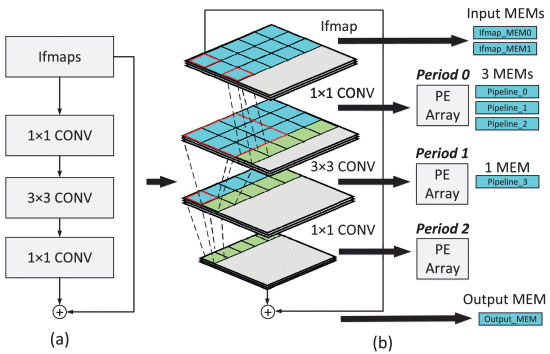 Ifmaps
1×1 CONV
3×3 CONV
1×1 CONV
(a)
Ifmap
1×1 CONV
3×3 CONV
1×1 CONV
(b)
Input MEMs
Ifmap_MEM0
Ifmap_MEM1
Period 0
PE
Array
3 MEMs
Pipeline_0
Pipeline_1
Pipeline_2
Period 1
PE
Array
1 MEM
Pipeline_3
Period 2
PE
Array
Output MEM
Output_MEM